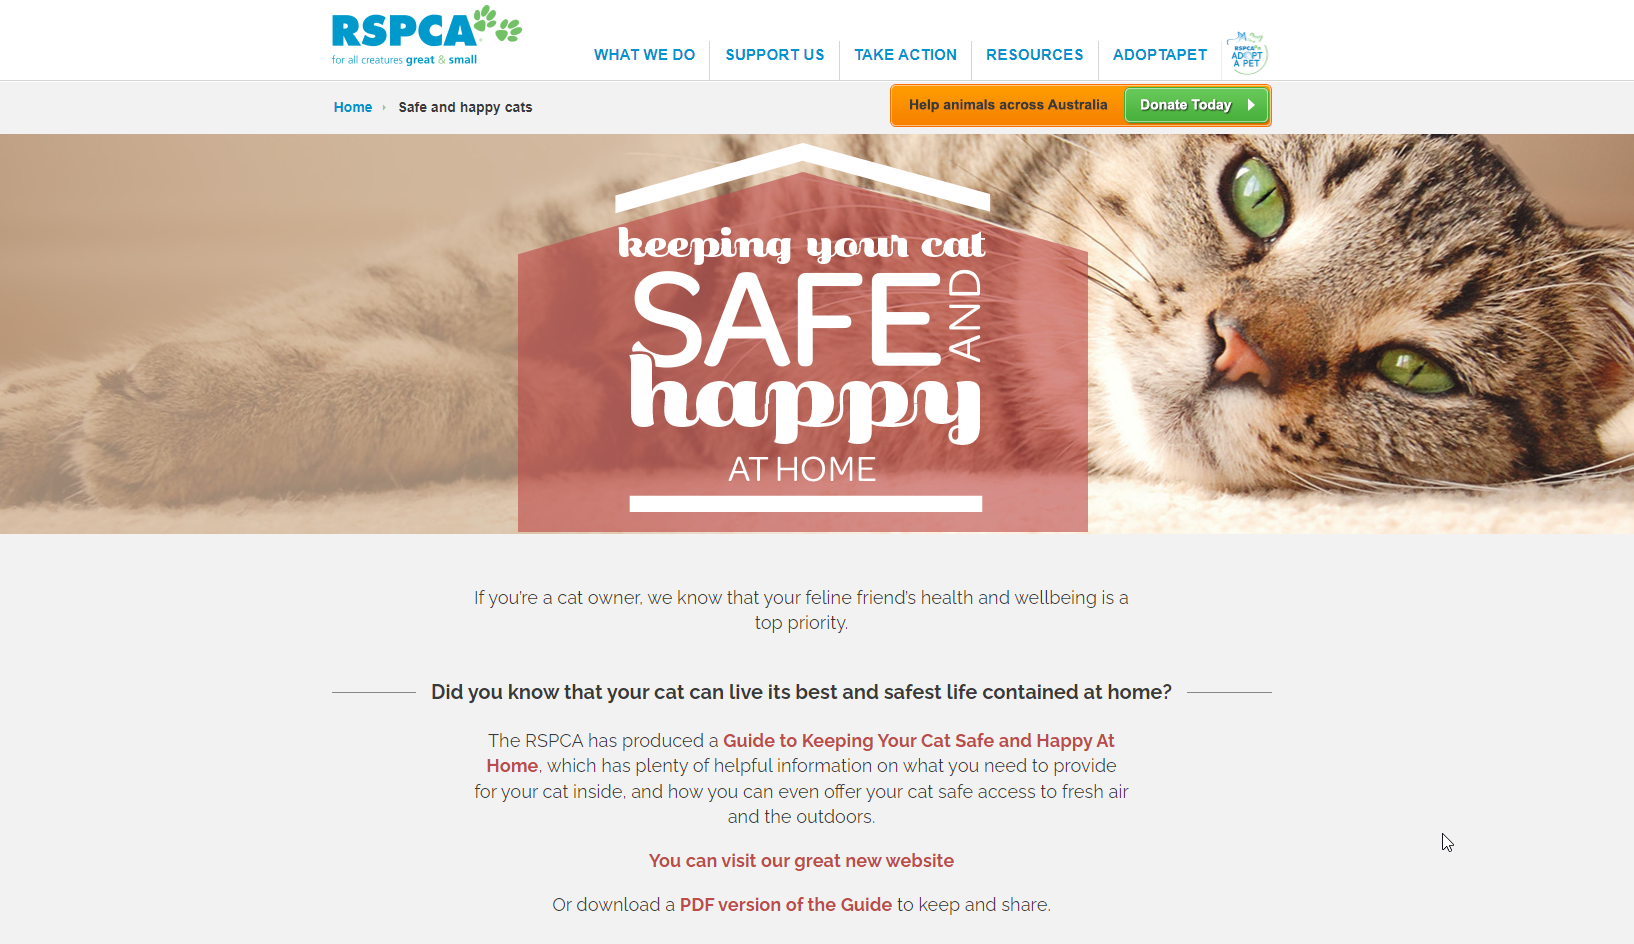 RSPCA
for all creatures great & small
WHAT WE DO
SUPPORT US
TAKE ACTION
RESOURCES
ADOPTAPET
RSPCA
ADOPT
A PET
Home
Safe and happy cats
Help animals across Australia
Donate Today
keeping your cat
SAFE AND
happy
AT HOME
If you're a cat owner, we know that your feline friend's health and wellbeing is a
top priority.
Did you know that your cat can live its best and safest life contained at home?
The RSPCA has produced a Guide to Keeping Your Cat Safe and Happy At
Home, which has plenty of helpful information on what you need to provide
for your cat inside, and how you can even offer your cat safe access to fresh air
and the outdoors.
You can visit our great new website
Or download a PDF version of the Guide to keep and share.